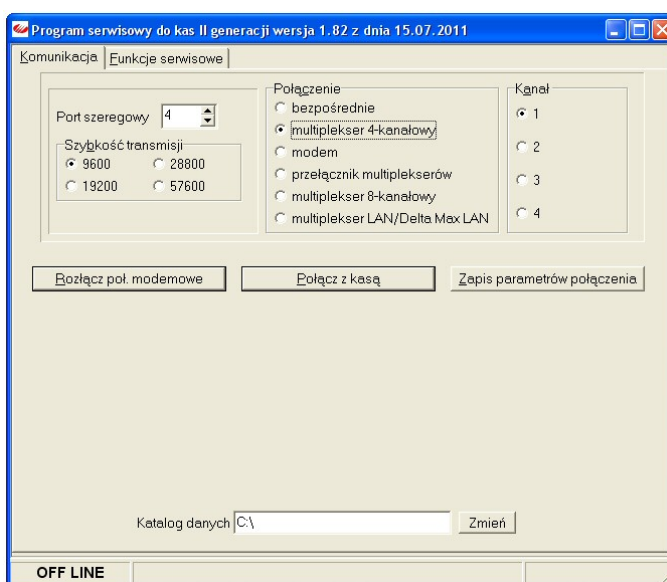 Program serwisowy do kas II generacji wersja 1.82 z dnia 15.07.2011
Komunikacja Funkcje serwisowe
Port szeregowy 4
Szybkość transmisji
9600 28800
19200 57600
Połączenie
bezpośrednie
multiplekser 4-kanałowy
modem
przełącznik multiplekserów
multiplekser 8-kanałowy
multiplekser LAN/Delta Max LAN
Kanał
1
2
3
4
Rozłącz poł. modemowe Połącz z kasą Zapis parametrów połączenia
Katalog danych C:\ Zmień
OFF LINE